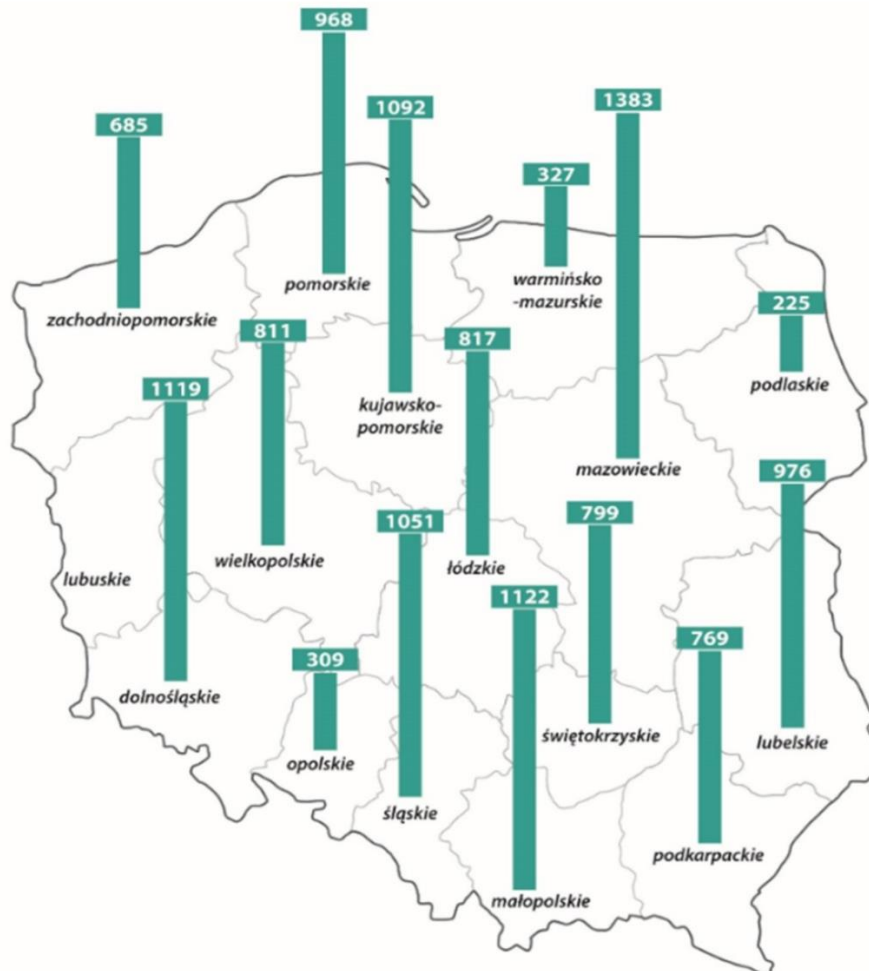 968
1092
1383
685
327
pomorskie
warmińsko
-mazurskie
zachodniopomorskie
225
811
817
podlaskie
1119
kujawsko-
pomorskie
mazowieckie
976
1051
799
wielkopolskie
łódzkie
lubuskie
1122
769
309
dolnośląskie
świętokrzyskie
lubelskie
opolskie
śląskie
podkarpackie
małopolskie